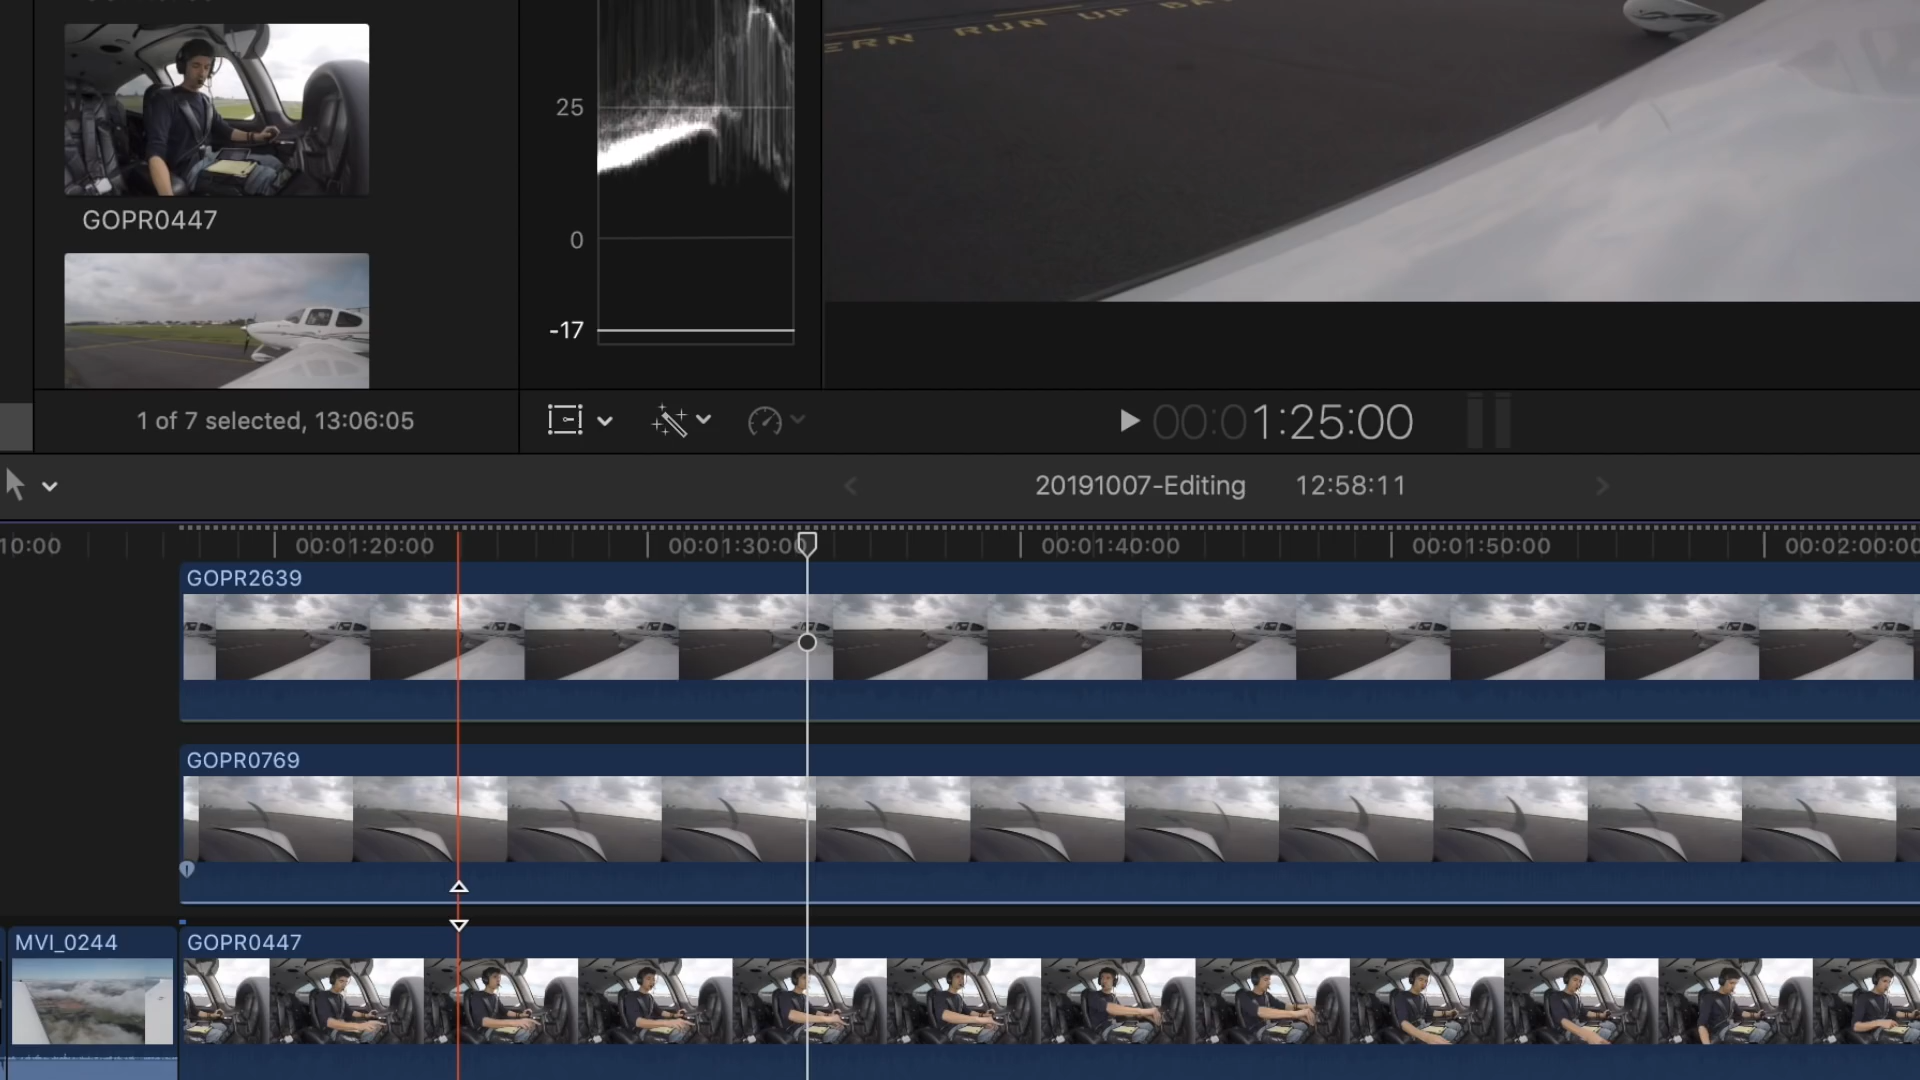 ERN RUN UP BA
25
GOPR0447
0
-17
1 of 7 selected, 13:06:05
00:01:25:00
20191007-Editing 12:58:11
10:00 00:01:20:00 00:01:30:00 00:01:40:00 00:01:50:00 00:02:00:00
GOPR2639
GOPR0769
MVI_0244 GOPR0447